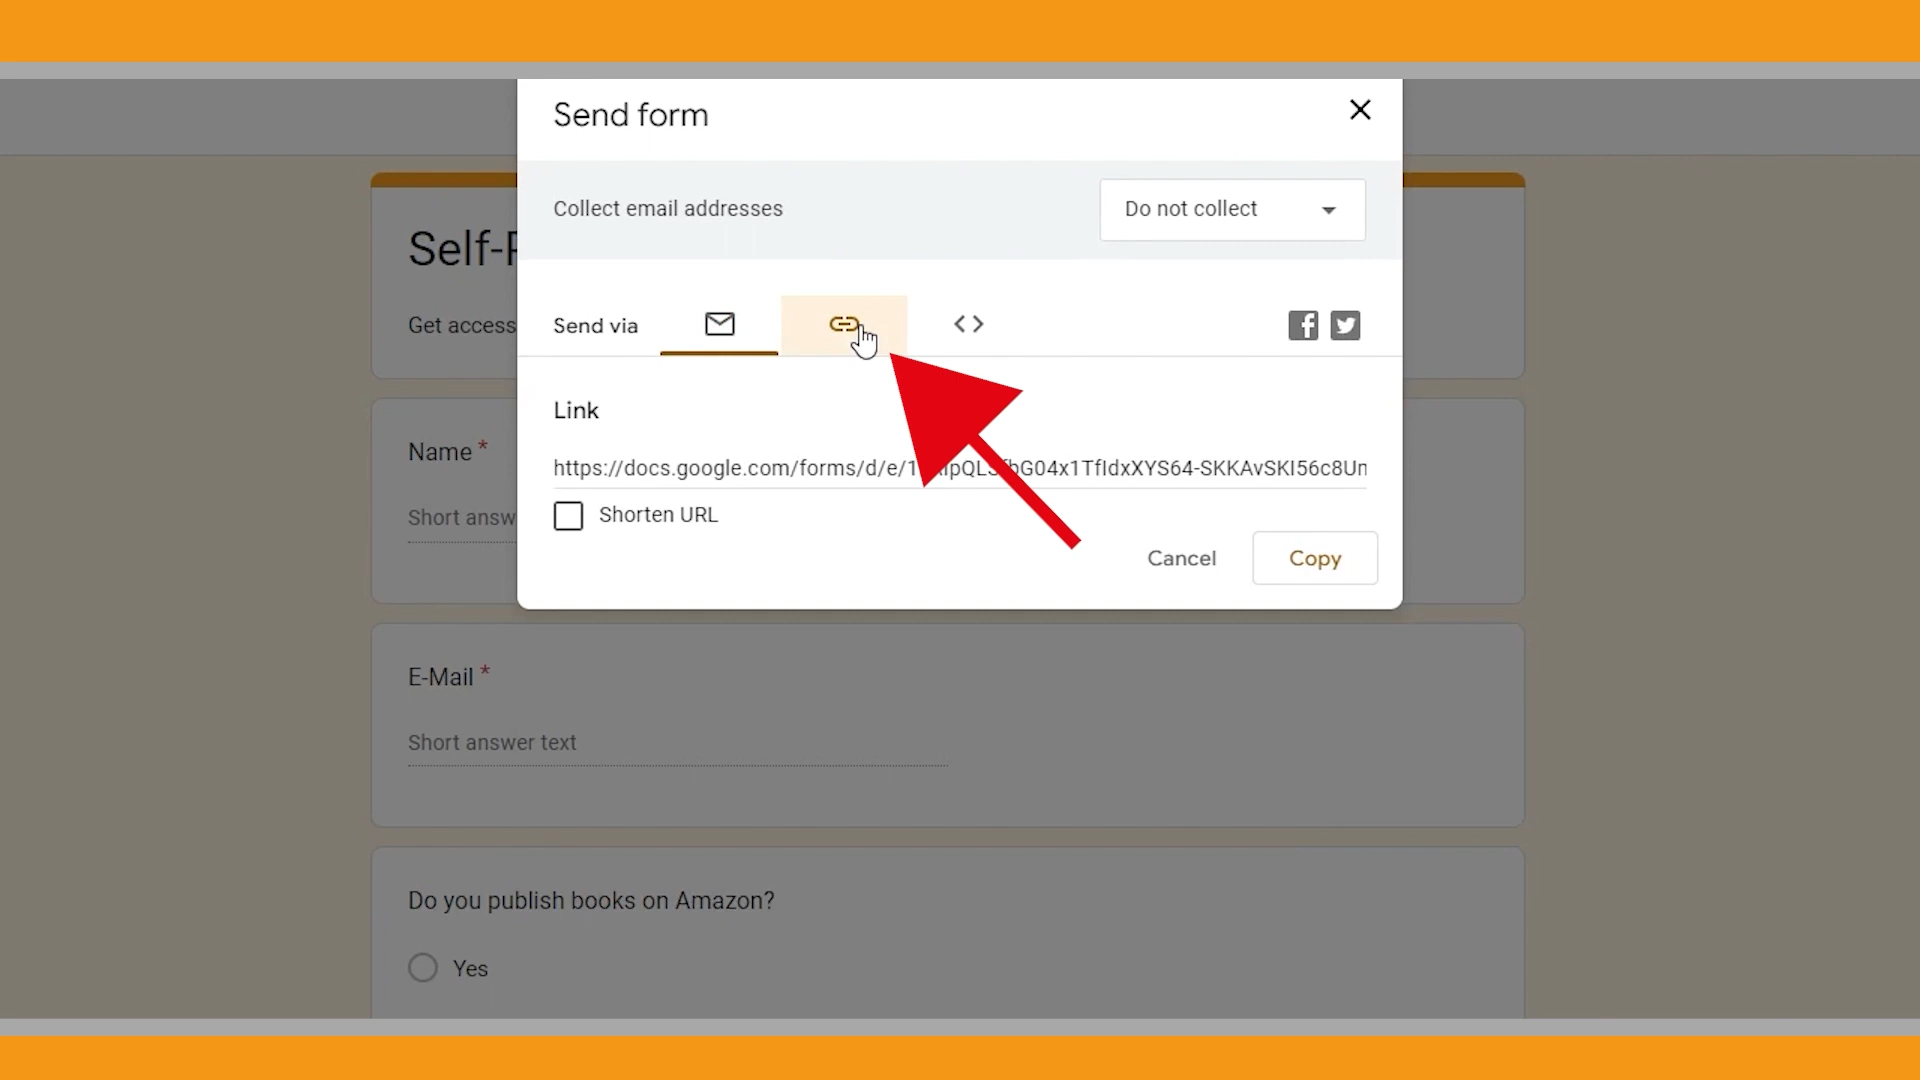 Send form
Collect email addresses
Do not collect
Self-
Get access
Send via
Link
Name *
https://docs.google.com/forms/d/e/1
G04x1TfIdxXYS64-SKKAvSKI56c8Un
Shorten URL
Short answ
Cancel
Copy
E-Mail *
Short answer text
Do you publish books on Amazon?
Yes